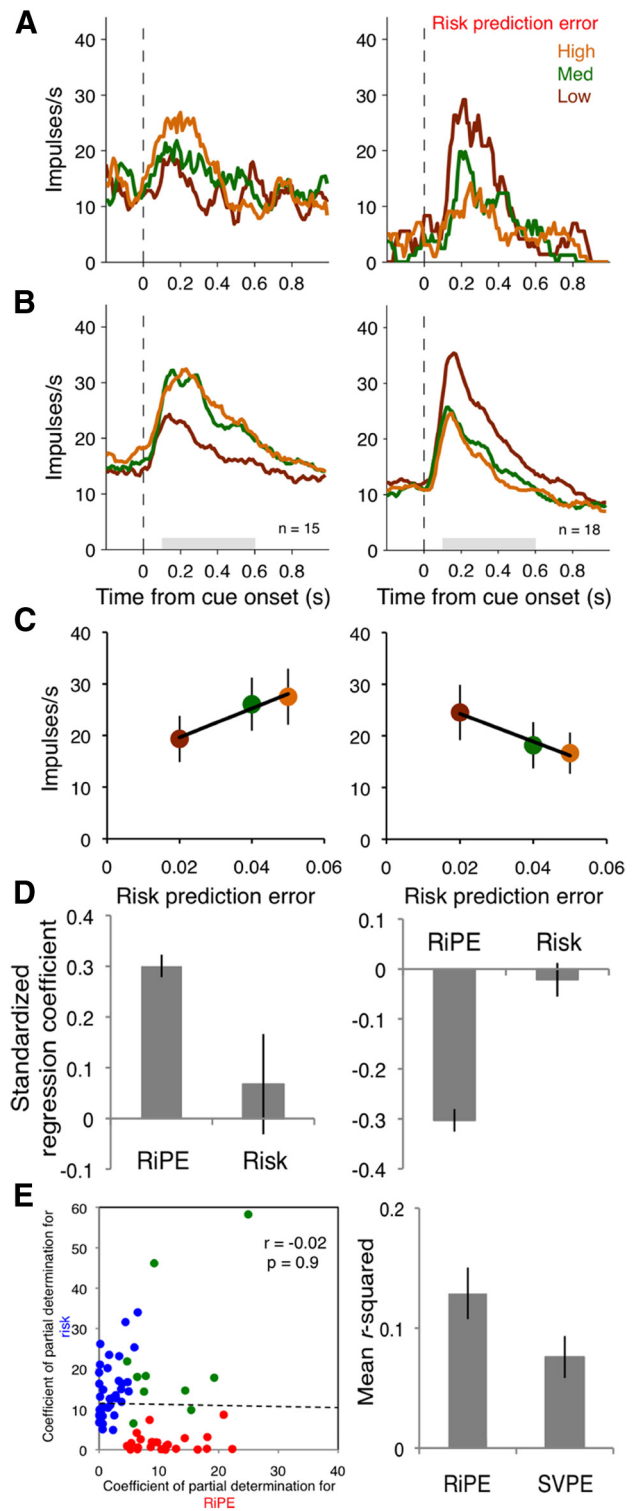 A
Risk prediction error
High
Med
Low
Impulses/s
40
30
20
10
0
0 0.2 0.4 0.6 0.8
40
30
20
10
0
0 0.2 0.4 0.6 0.8
B
Impulses/s
40
30
20
10
0
n = 15
0 0.2 0.4 0.6 0.8
Time from cue onset (s)
40
30
20
10
0
n = 18
0 0.2 0.4 0.6 0.8
Time from cue onset (s)
C
Impulses/s
40
30
20
10
0
0 0.02 0.04 0.06
Risk prediction error
40
30
20
10
0
0 0.02 0.04 0.06
Risk prediction error
D
Standardized
regression coefficient
0.4
0.3
0.2
0.1
0
-0.1
RiPE Risk
0.1
0
-0.1
-0.2
-0.3
-0.4
RiPE Risk
E
Coefficient of partial determination for
risk
60
50
40
30
20
10
0
r = -0.02
p = 0.9
0 10 20 30 40
Coefficient of partial determination for
RiPE
Mean r-squared
0.2
0.1
0
RiPE SVPE